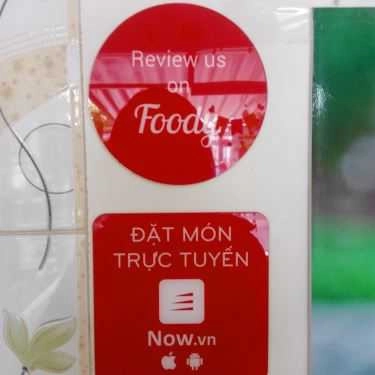 Review us
on
Foody
ĐẶT MÓN
TRỰC TUYẾN
Now.vn